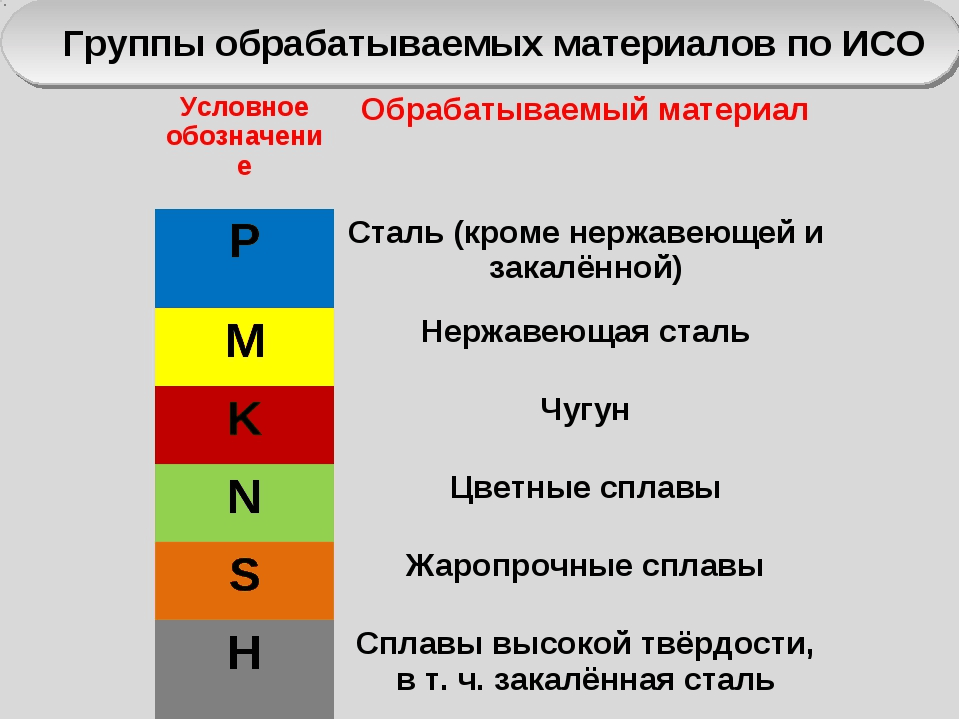 Группы обрабатываемых материалов по ИСО
Условное
обозначени
е
Обрабатываемый материал
P
Сталь (кроме нержавеющей и
закалённой)
M
Нержавеющая сталь
K
Чугун
N
Цветные сплавы
S
Жаропрочные сплавы
H
Сплавы высокой твёрдости,
в т. ч. закалённая сталь